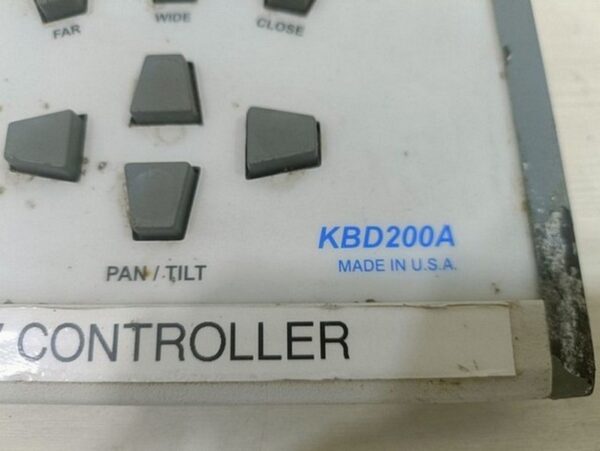 FAR WIDE CLOSE
KBD200A
PAN / TILT MADE IN U.S.A.
CONTROLLER